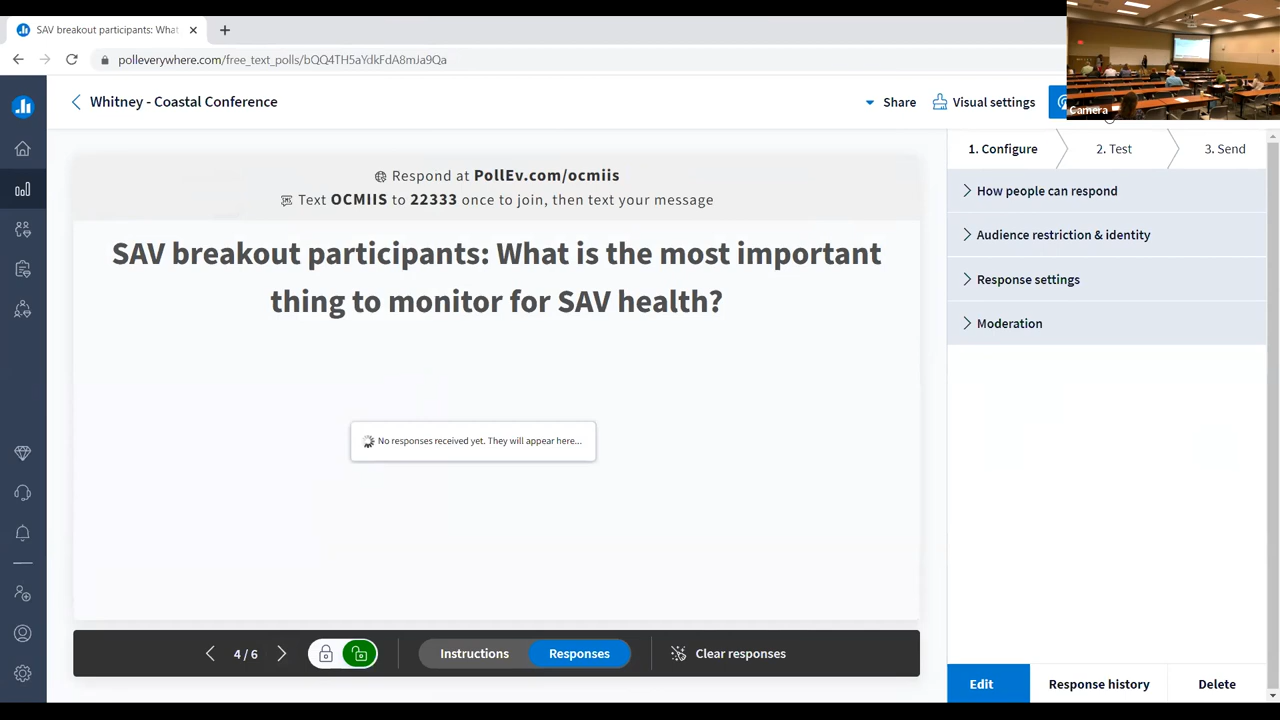 SAV breakout participants: What
polleverywhere.com/free_text_polls/bQQ4TH5aYdkFdA8mJa9Qa
Whitney - Coastal Conference
Share
Visual settings
Camera
1. Configure
2. Test
3. Send
Respond at PollEv.com/ocmiis
Text OCMIIS to 22333 once to join, then text your message
SAV breakout participants: What is the most important
thing to monitor for SAV health?
No responses received yet. They will appear here...
How people can respond
Audience restriction & identity
Response settings
Moderation
4 / 6
Instructions
Responses
Clear responses
Edit
Response history
Delete